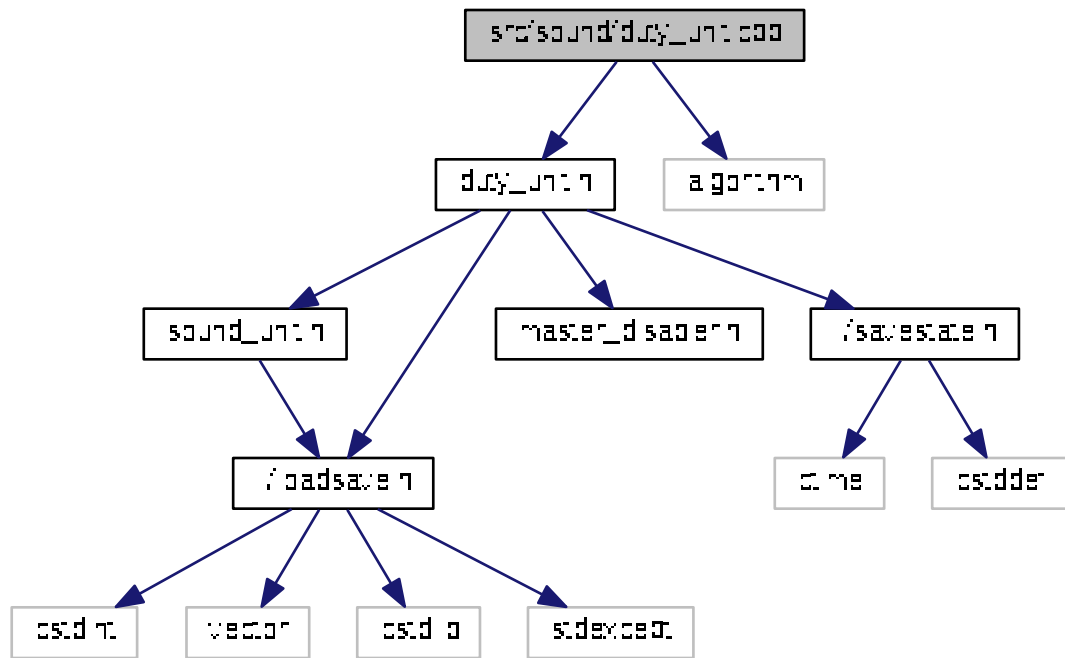 src/sound/duty_unit.cpp
duty_unit.h
algorithm
sound_unit.h
master_disabler.h
../savestate.h
../loadsave.h
ctime
cstddef
cstdint
vector
cstdio
stdexcept